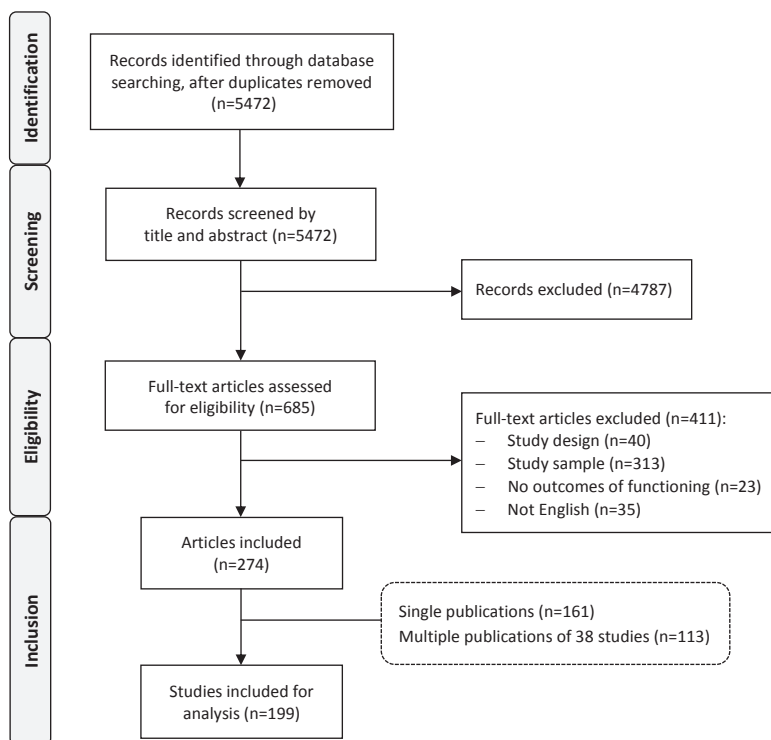 Identification
Records identified through database
searching, after duplicates removed
(n=5472)
Screening
Records screened by
title and abstract (n=5472)
Records excluded (n=4787)
Eligibility
Full-text articles assessed
for eligibility (n=685)
Full-text articles excluded (n=411):
– Study design (n=40)
– Study sample (n=313)
– No outcomes of functioning (n=23)
– Not English (n=35)
Inclusion
Articles included
(n=274)
Single publications (n=161)
Multiple publications of 38 studies (n=113)
Studies included for
analysis (n=199)